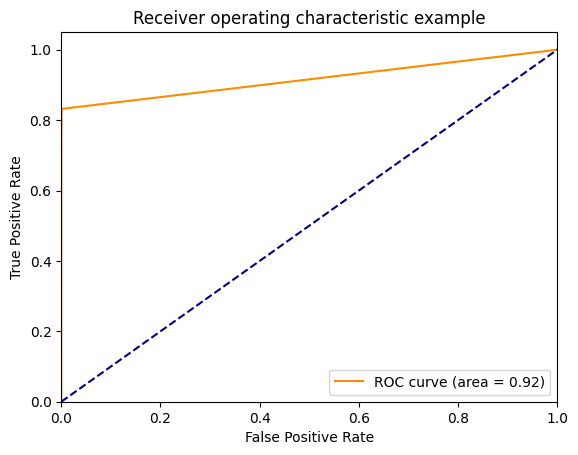 Receiver operating characteristic example
True Positive Rate
1.0
0.8
0.6
0.4
0.2
0.0
ROC curve (area = 0.92)
0.0 0.2 0.4 0.6 0.8 1.0
False Positive Rate